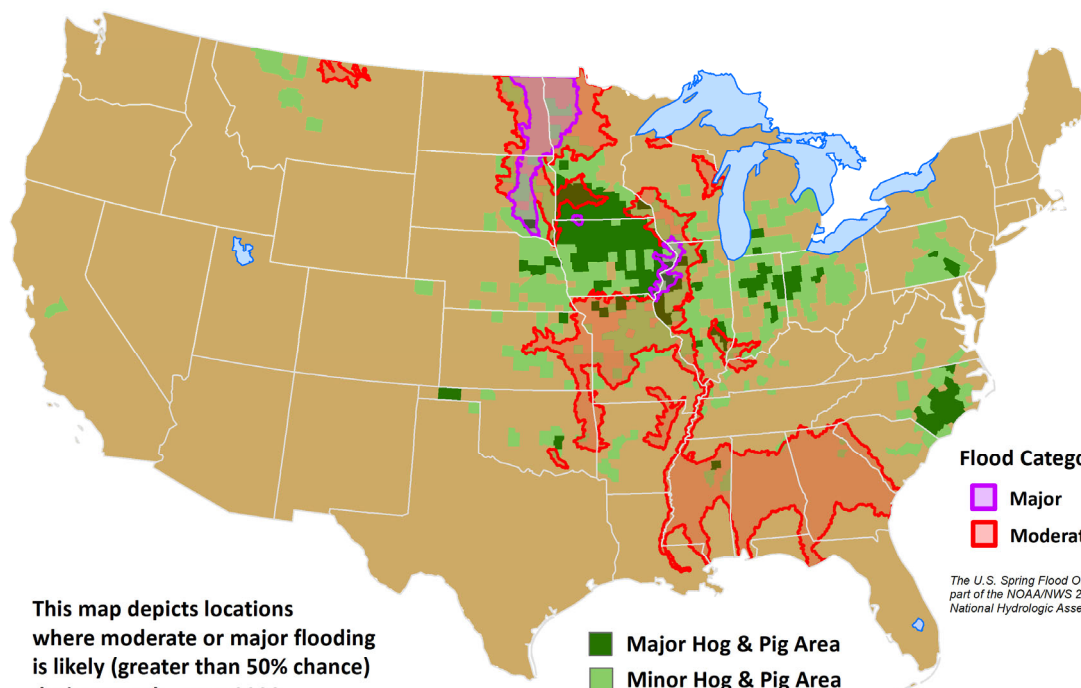 Flood Catego
Major
Moderat
The U.S. Spring Flood O
part of the NOAA/NWS 2
National Hydrologic Asse
This map depicts locations
where moderate or major flooding
is likely (greater than 50% chance)
Major Hog & Pig Area
Minor Hog & Pig Area